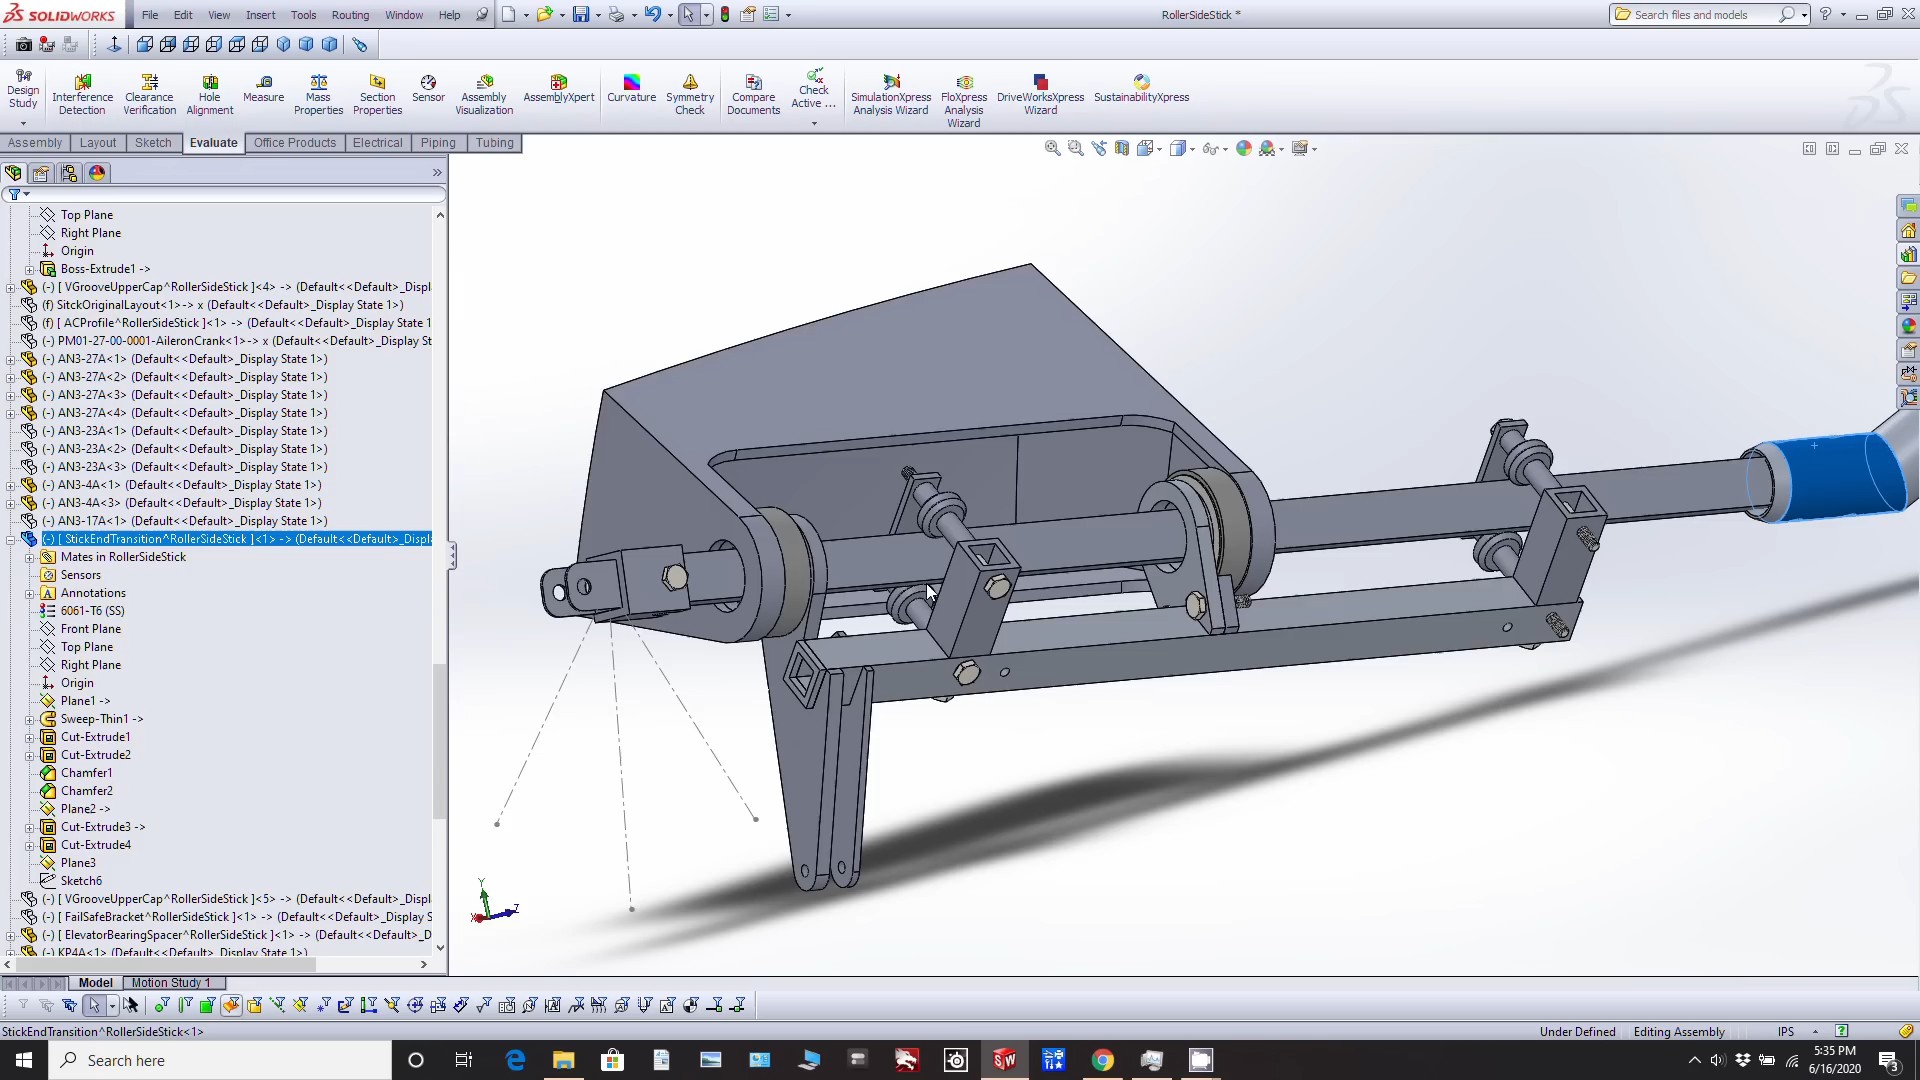 SOLIDWORKS File Edit View Insert Tools Routing Window Help RollerSideStick * Search files and models
Design Study
Interference Detection
Clearance Verification
Hole Alignment
Measure
Mass Properties
Section Properties
Sensor
Assembly Visualization
AssemblyXpert
Curvature
Symmetry Check
Compare Documents
Check Active ...
SimulationXpress Analysis Wizard
FloXpress Analysis Wizard
DriveWorksXpress Wizard
SustainabilityXpress
Assembly Layout Sketch Evaluate Office Products Electrical Piping Tubing
Top Plane
Right Plane
Origin
Boss-Extrude1 ->
(-) [ VGrooveUpperCap^RollerSideStick ]<4> -> (Default<<Default>_Displ
(f) SitckOriginalLayout<1>-> x (Default<<Default>_Display State 1>)
(f) [ ACProfile^RollerSideStick ]<1> -> (Default<<Default>_Display State 1
(-) PM01-27-00-0001-AileronCrank<1>-> x (Default<<Default>_Display St
(-) AN3-27A<1> (Default<<Default>_Display State 1>)
(-) AN3-27A<2> (Default<<Default>_Display State 1>)
(-) AN3-27A<3> (Default<<Default>_Display State 1>)
(-) AN3-27A<4> (Default<<Default>_Display State 1>)
(-) AN3-23A<1> (Default<<Default>_Display State 1>)
(-) AN3-23A<2> (Default<<Default>_Display State 1>)
(-) AN3-23A<3> (Default<<Default>_Display State 1>)
(-) AN3-4A<1> (Default<<Default>_Display State 1>)
(-) AN3-4A<3> (Default<<Default>_Display State 1>)
(-) AN3-17A<1> (Default<<Default>_Display State 1>)
(-) [ StickEndTransition^RollerSideStick ]<1> -> (Default<<Default>_Displ
Mates in RollerSideStick
Sensors
Annotations
6061-T6 (SS)
Front Plane
Top Plane
Right Plane
Origin
Plane1 ->
Sweep-Thin1 ->
Cut-Extrude1
Cut-Extrude2
Chamfer1
Chamfer2
Plane2 ->
Cut-Extrude3 ->
Cut-Extrude4
Plane3
Sketch6
(-) [ VGrooveUpperCap^RollerSideStick ]<5> -> (Default<<Default>_Displ
(-) [ FailSafeBracket^RollerSideStick ]<1> -> (Default<<Default>_Display S
(-) [ ElevatorBearingSpacer^RollerSideStick ]<1> -> (Default<<Default>_D
(-) KP4A<1> (Default<<Default>_Display State 1>)
Y
X
Z
Model Motion Study 1
StickEndTransition^RollerSideStick<1> Under Defined Editing Assembly IPS
Search here
5:35 PM
6/16/2020
3